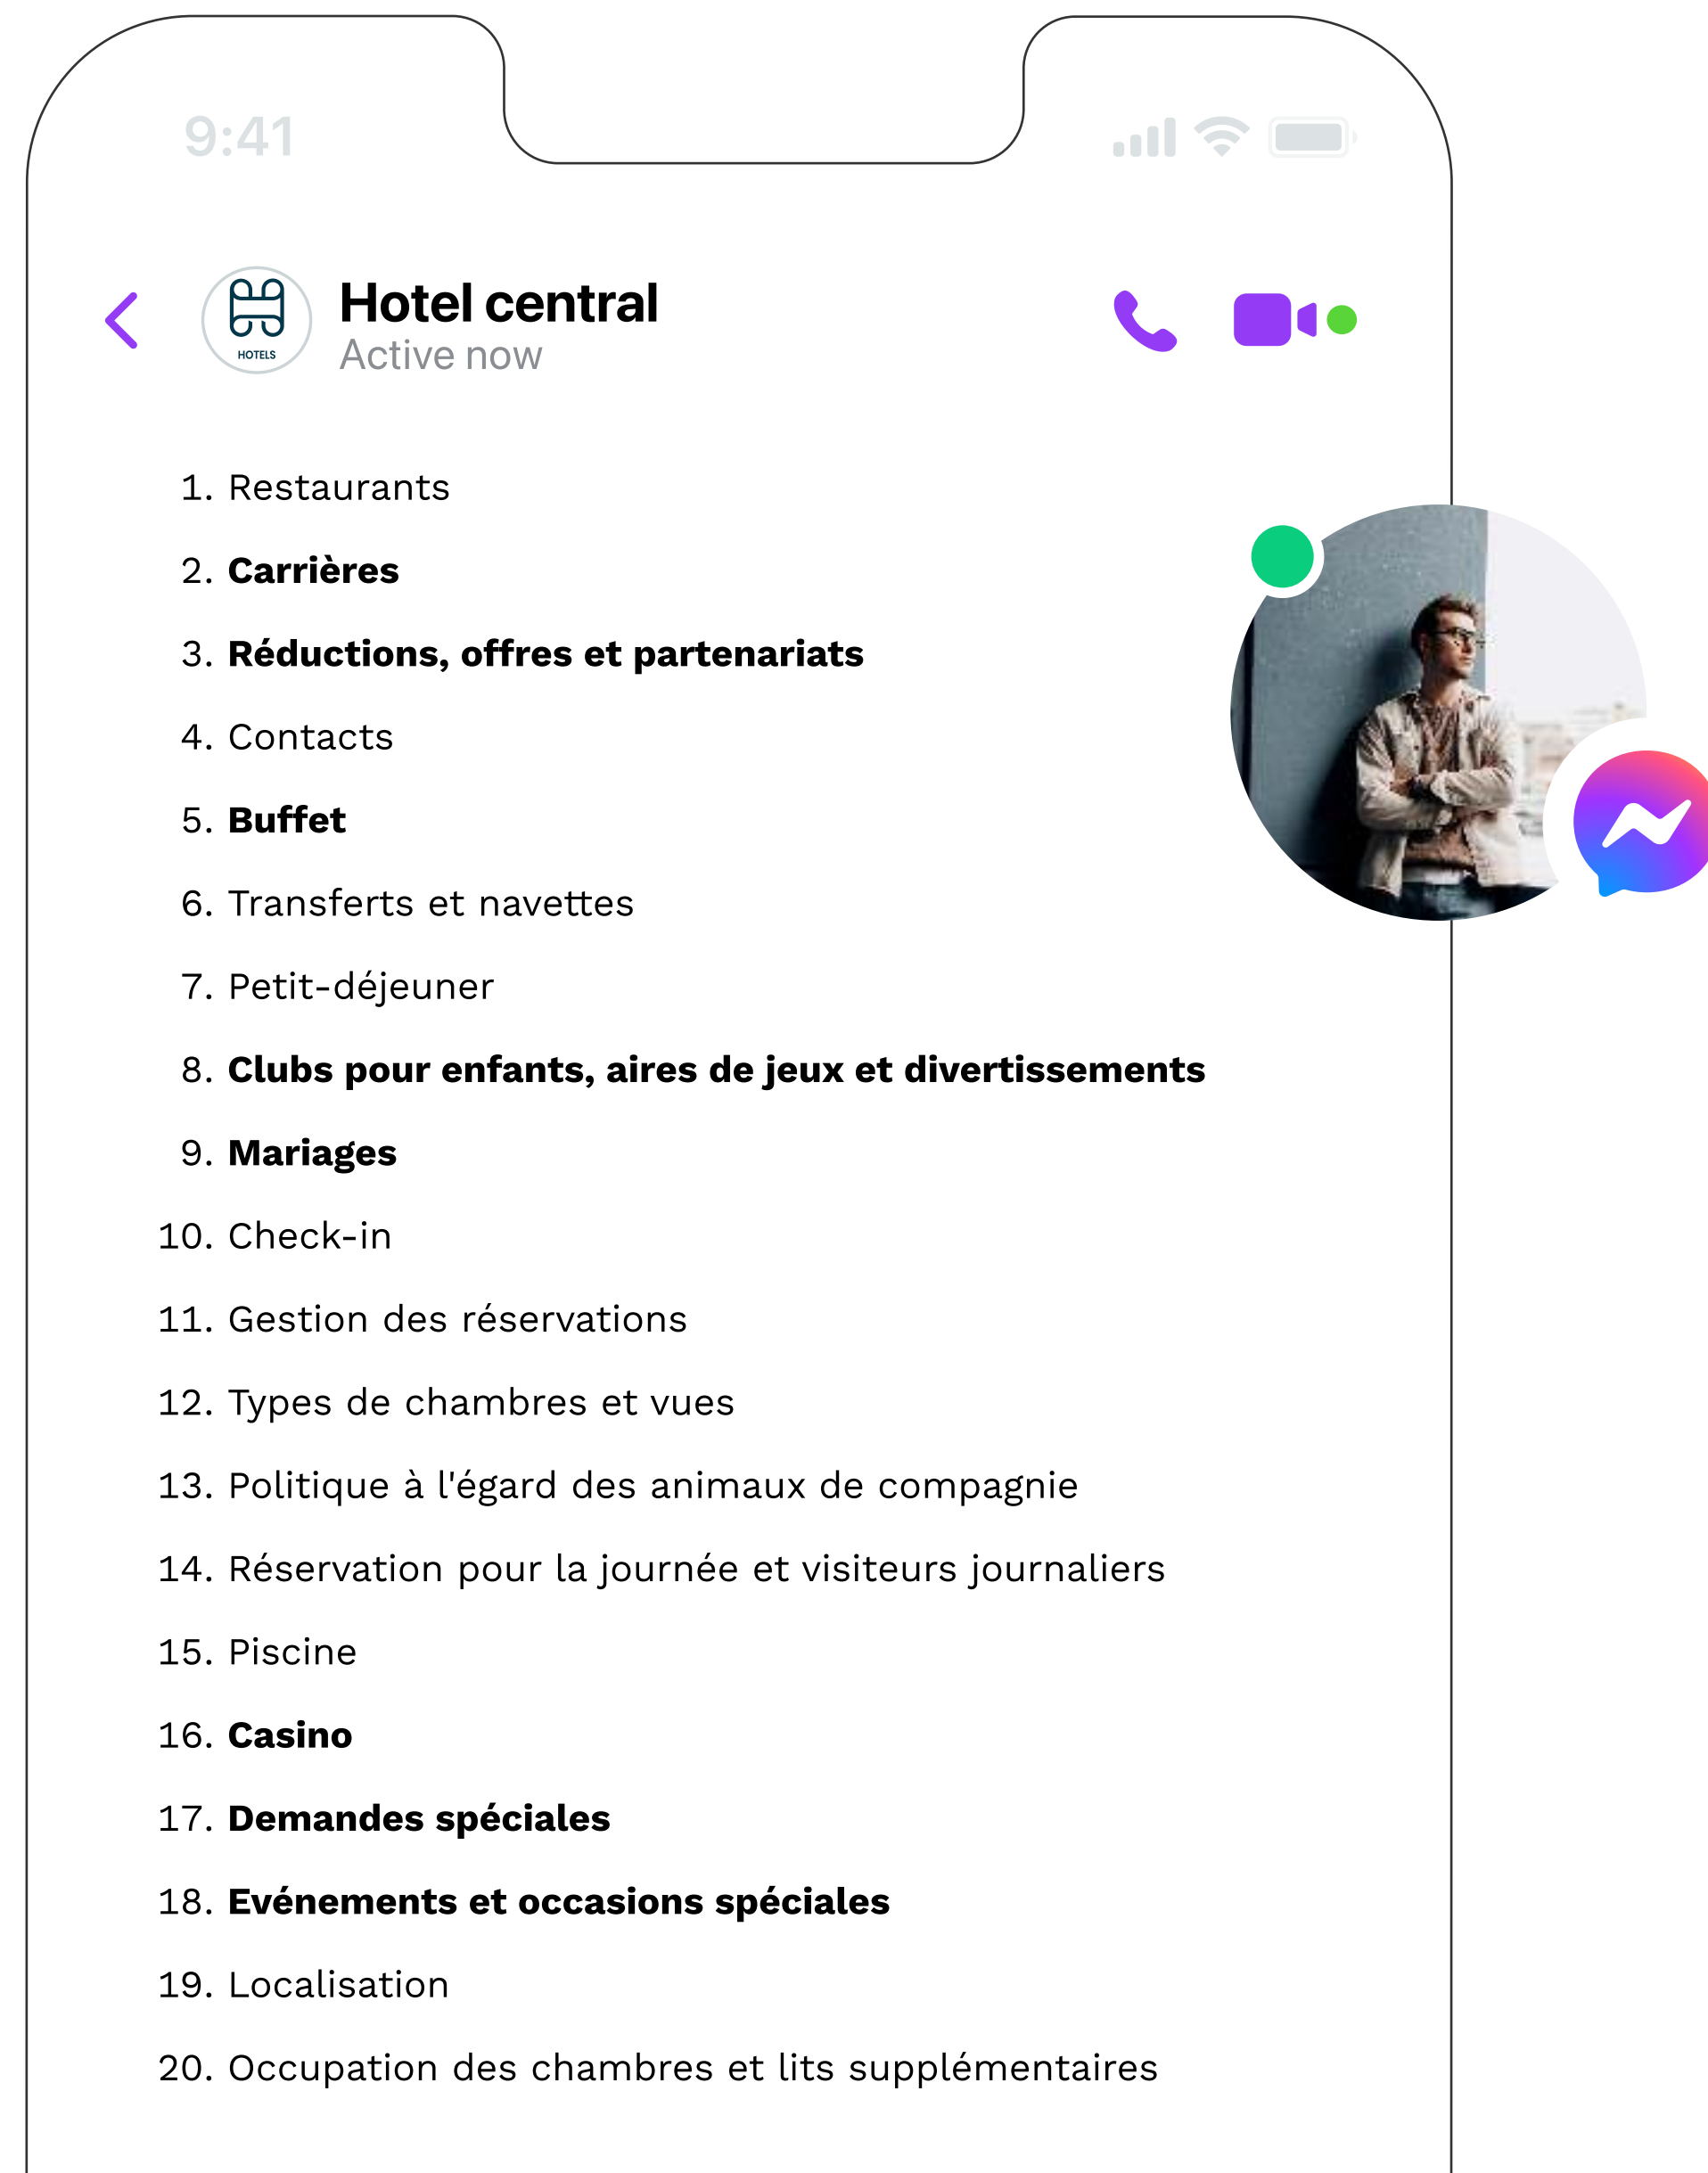 9:41
HOTELS
Hotel central
Active now
1. Restaurants
2. Carrières
3. Réductions, offres et partenariats
4. Contacts
5. Buffet
6. Transferts et navettes
7. Petit-déjeuner
8. Clubs pour enfants, aires de jeux et divertissements
9. Mariages
10. Check-in
11. Gestion des réservations
12. Types de chambres et vues
13. Politique à l'égard des animaux de compagnie
14. Réservation pour la journée et visiteurs journaliers
15. Piscine
16. Casino
17. Demandes spéciales
18. Evénements et occasions spéciales
19. Localisation
20. Occupation des chambres et lits supplémentaires